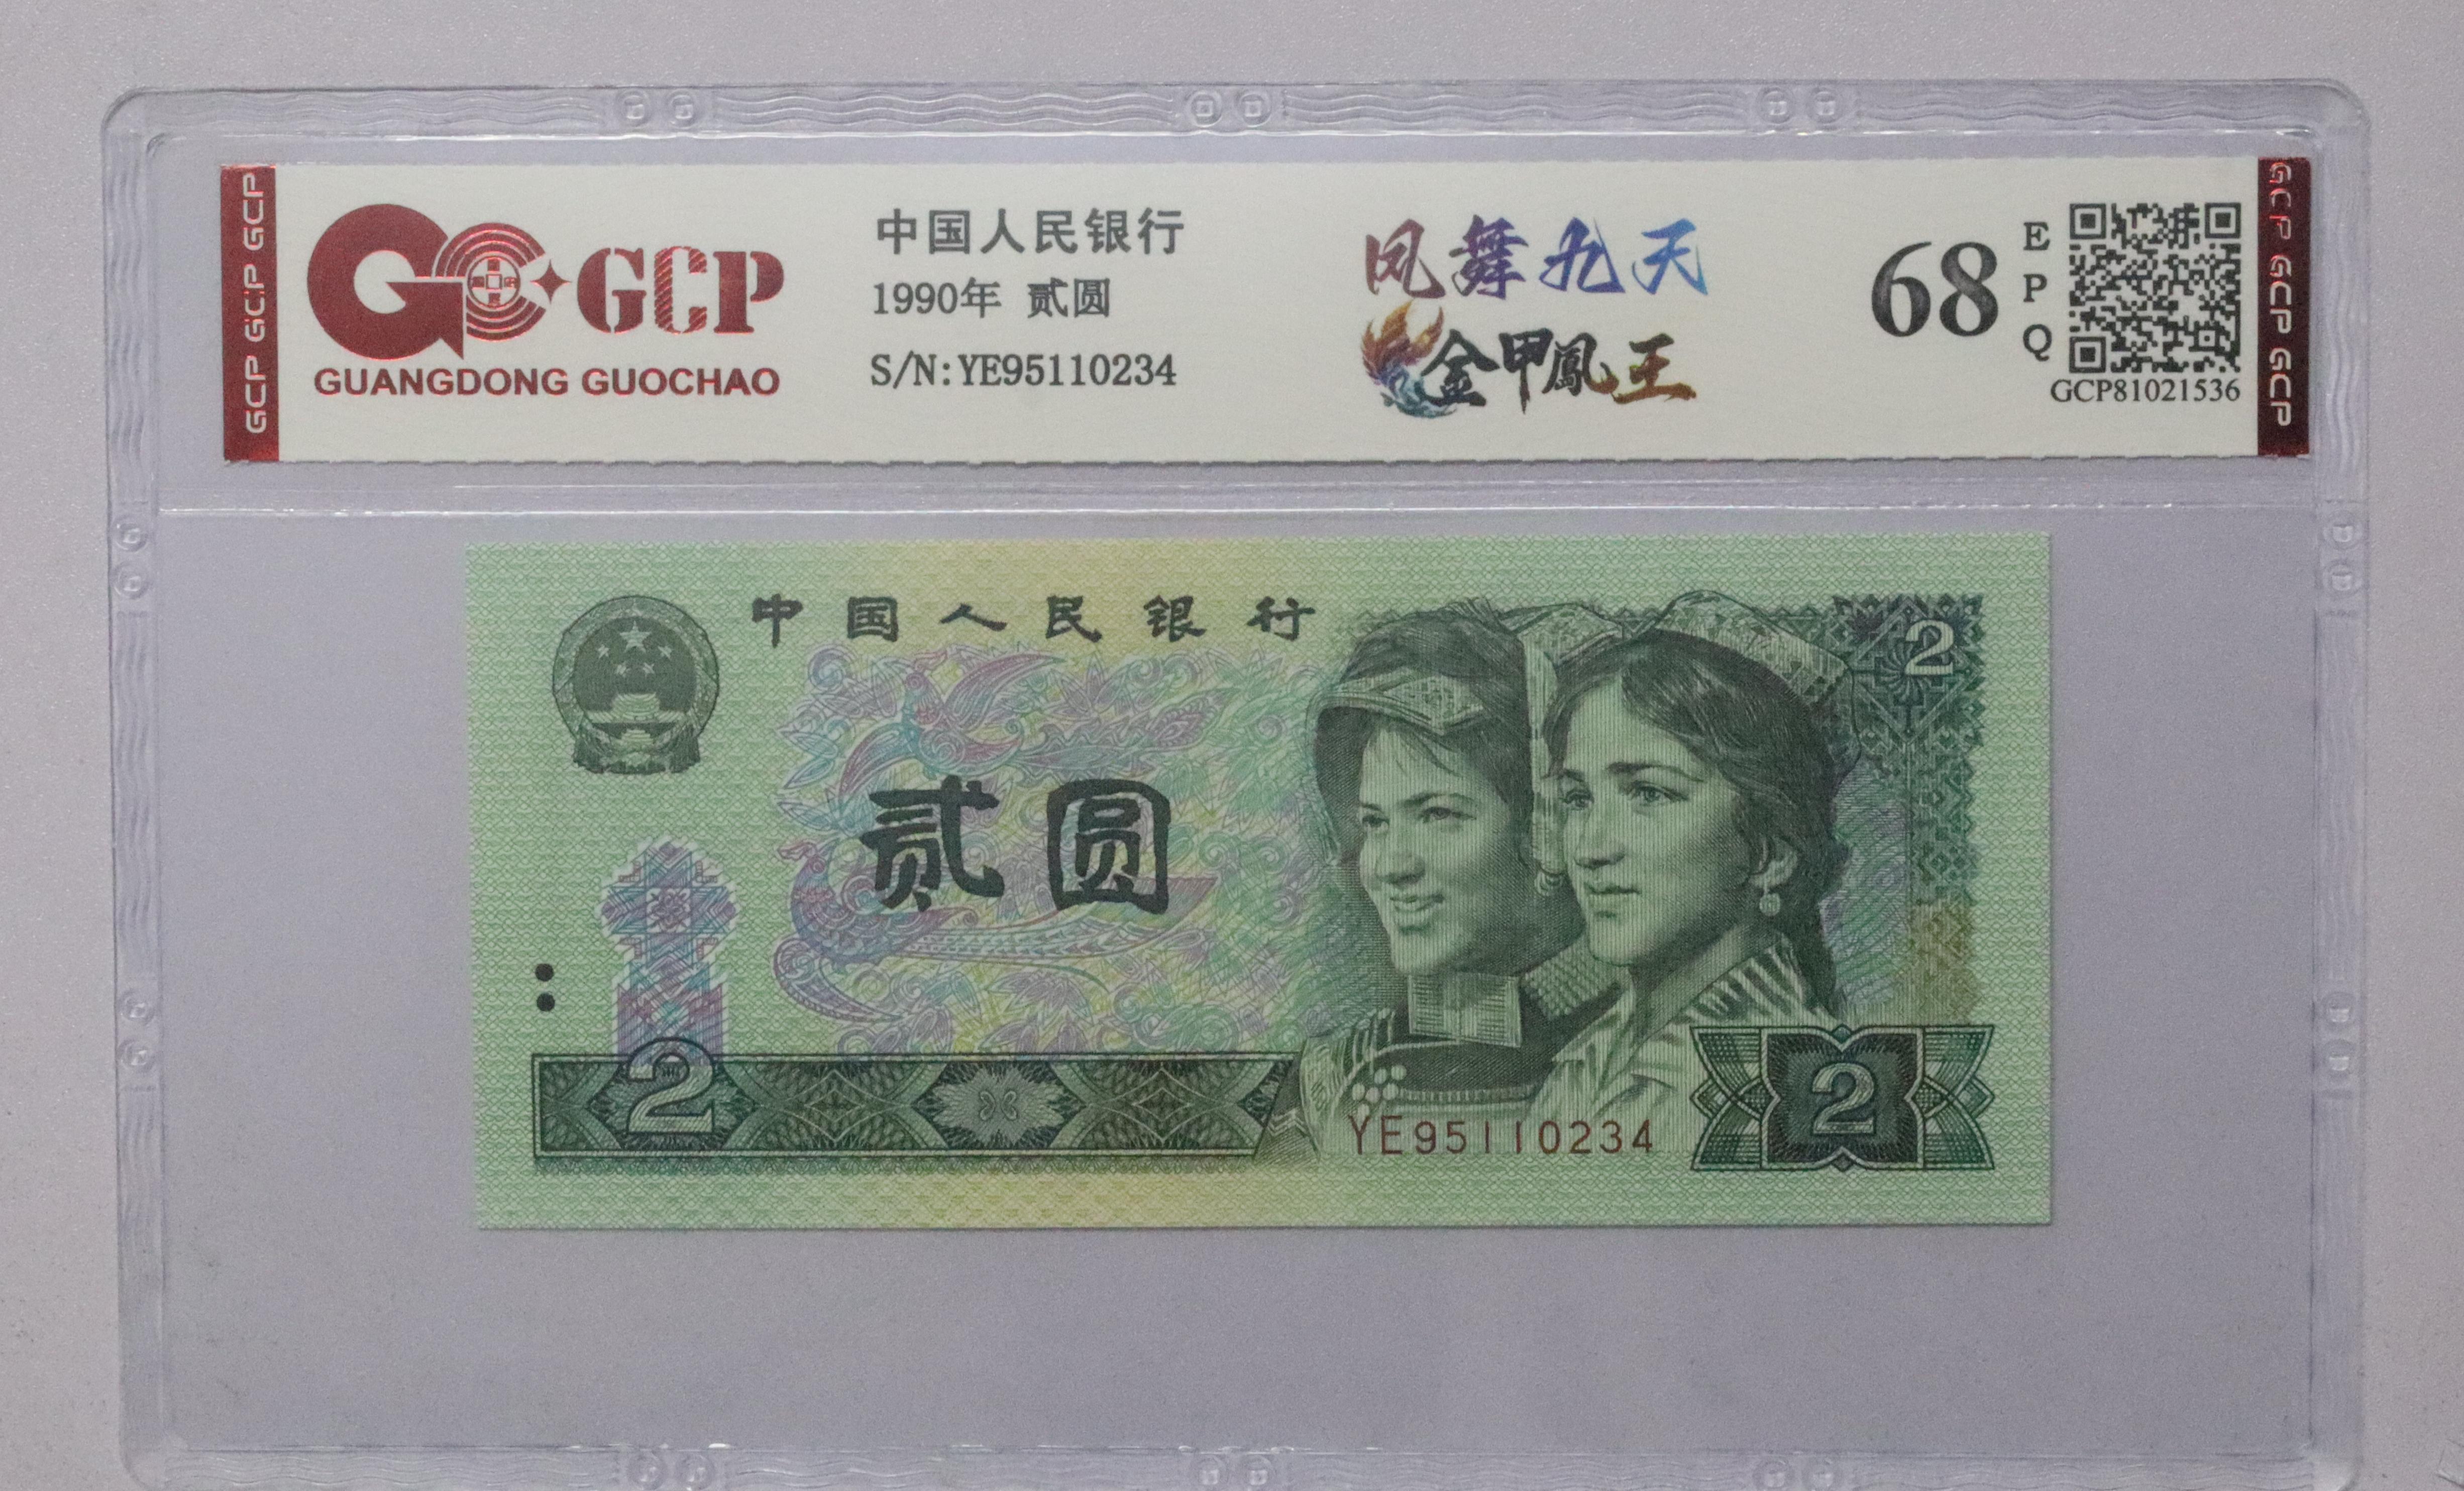 GCP GCP GCP
GCP
GUANGDONG GUOCHAO
中国人民银行
1990年 贰圆
S/N:YE95110234
凤舞九天
金甲鳳王
68
E
P
Q
GCP81021536
GCP GCP GCP
中国人民银行
2
贰圆
2
YE95110234
2